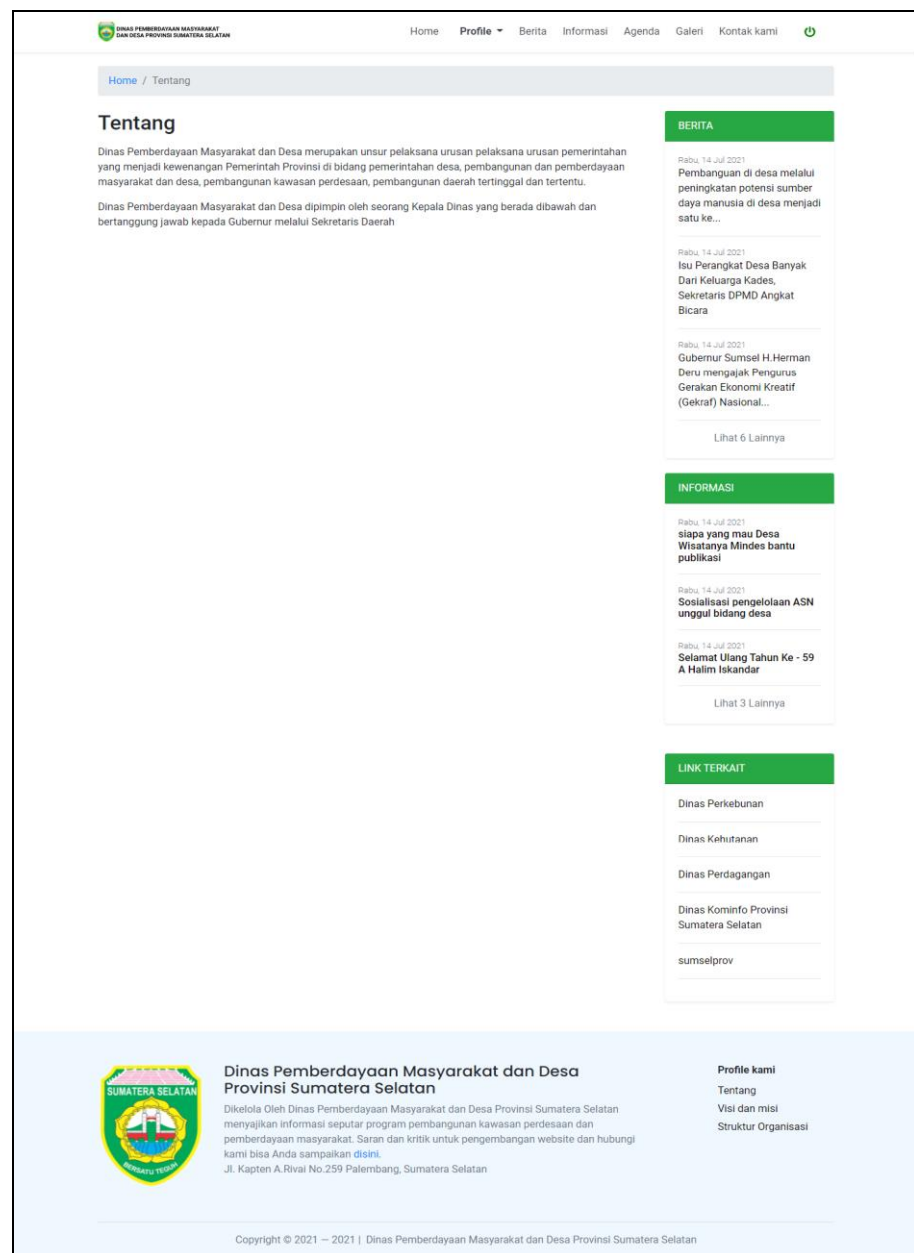 DINAS PEMBERDAYAAN MASYARAKAT
DAN DESA PROVINSI SUMATERA SELATAN
Home Profile Berita Informasi Agenda Galeri Kontak kami
Home / Tentang
Tentang
Dinas Pemberdayaan Masyarakat dan Desa merupakan unsur pelaksana urusan pelaksana urusan pemerintahan
yang menjadi kewenangan Pemerintah Provinsi di bidang pemerintahan desa, pembangunan dan pemberdayaan
masyarakat dan desa, pembangunan kawasan perdesaan, pembangunan daerah tertinggal dan tertentu.
Dinas Pemberdayaan Masyarakat dan Desa dipimpin oleh seorang Kepala Dinas yang berada dibawah dan
bertanggung jawab kepada Gubernur melalui Sekretaris Daerah
BERITA
Rabu, 14 Jul 2021
Pembanguan di desa melalui
peningkatan potensi sumber
daya manusia di desa menjadi
satu ke...
Rabu, 14 Jul 2021
Isu Perangkat Desa Banyak
Dari Keluarga Kades,
Sekretaris DPMD Angkat
Bicara
Rabu, 14 Jul 2021
Gubernur Sumsel H.Herman
Deru mengajak Pengurus
Gerakan Ekonomi Kreatif
(Gekraf) Nasional...
Lihat 6 Lainnya
INFORMASI
Rabu, 14 Jul 2021
siapa yang mau Desa
Wisatanya Mindes bantu
publikasi
Rabu, 14 Jul 2021
Sosialisasi pengelolaan ASN
unggul bidang desa
Rabu, 14 Jul 2021
Selamat Ulang Tahun Ke - 59
A Halim Iskandar
Lihat 3 Lainnya
LINK TERKAIT
Dinas Perkebunan
Dinas Kehutanan
Dinas Perdagangan
Dinas Kominfo Provinsi
Sumatera Selatan
sumselprov
SUMATERA SELATAN
BERSATU TEGUH
Dinas Pemberdayaan Masyarakat dan Desa
Provinsi Sumatera Selatan
Dikelola Oleh Dinas Pemberdayaan Masyarakat dan Desa Provinsi Sumatera Selatan
menyajikan informasi seputar program pembangunan kawasan perdesaan dan
pemberdayaan masyarakat. Saran dan kritik untuk pengembangan website dan hubungi
kami bisa Anda sampaikan disini.
Jl. Kapten A.Rivai No.259 Palembang, Sumatera Selatan
Profile kami
Tentang
Visi dan misi
Struktur Organisasi
Copyright © 2021 — 2021 | Dinas Pemberdayaan Masyarakat dan Desa Provinsi Sumatera Selatan